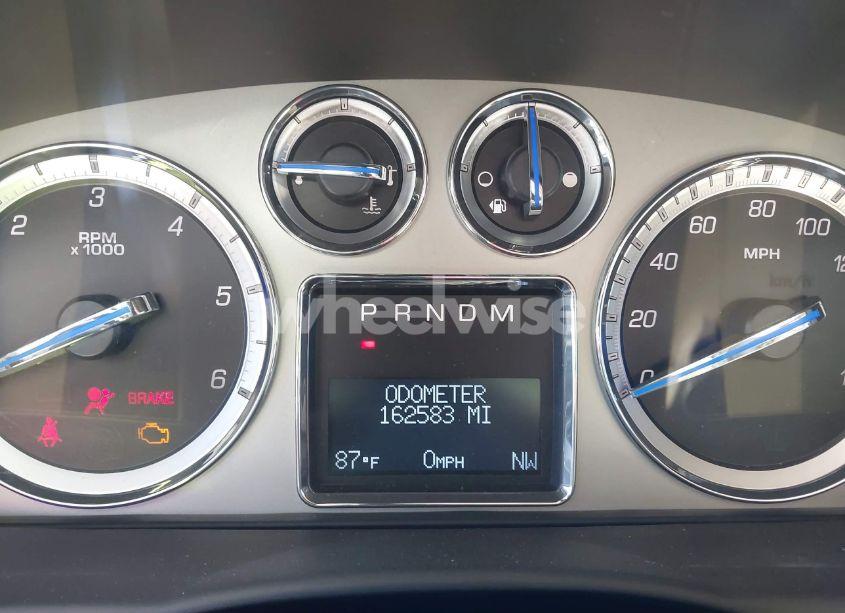 2
3
4
5
6
RPM
x 1000
BRAKE
wheelwise
P R N D M
ODOMETER
162583 MI
87°F
0MPH
NW
0
20
40
60
80
100
MPH
km/h